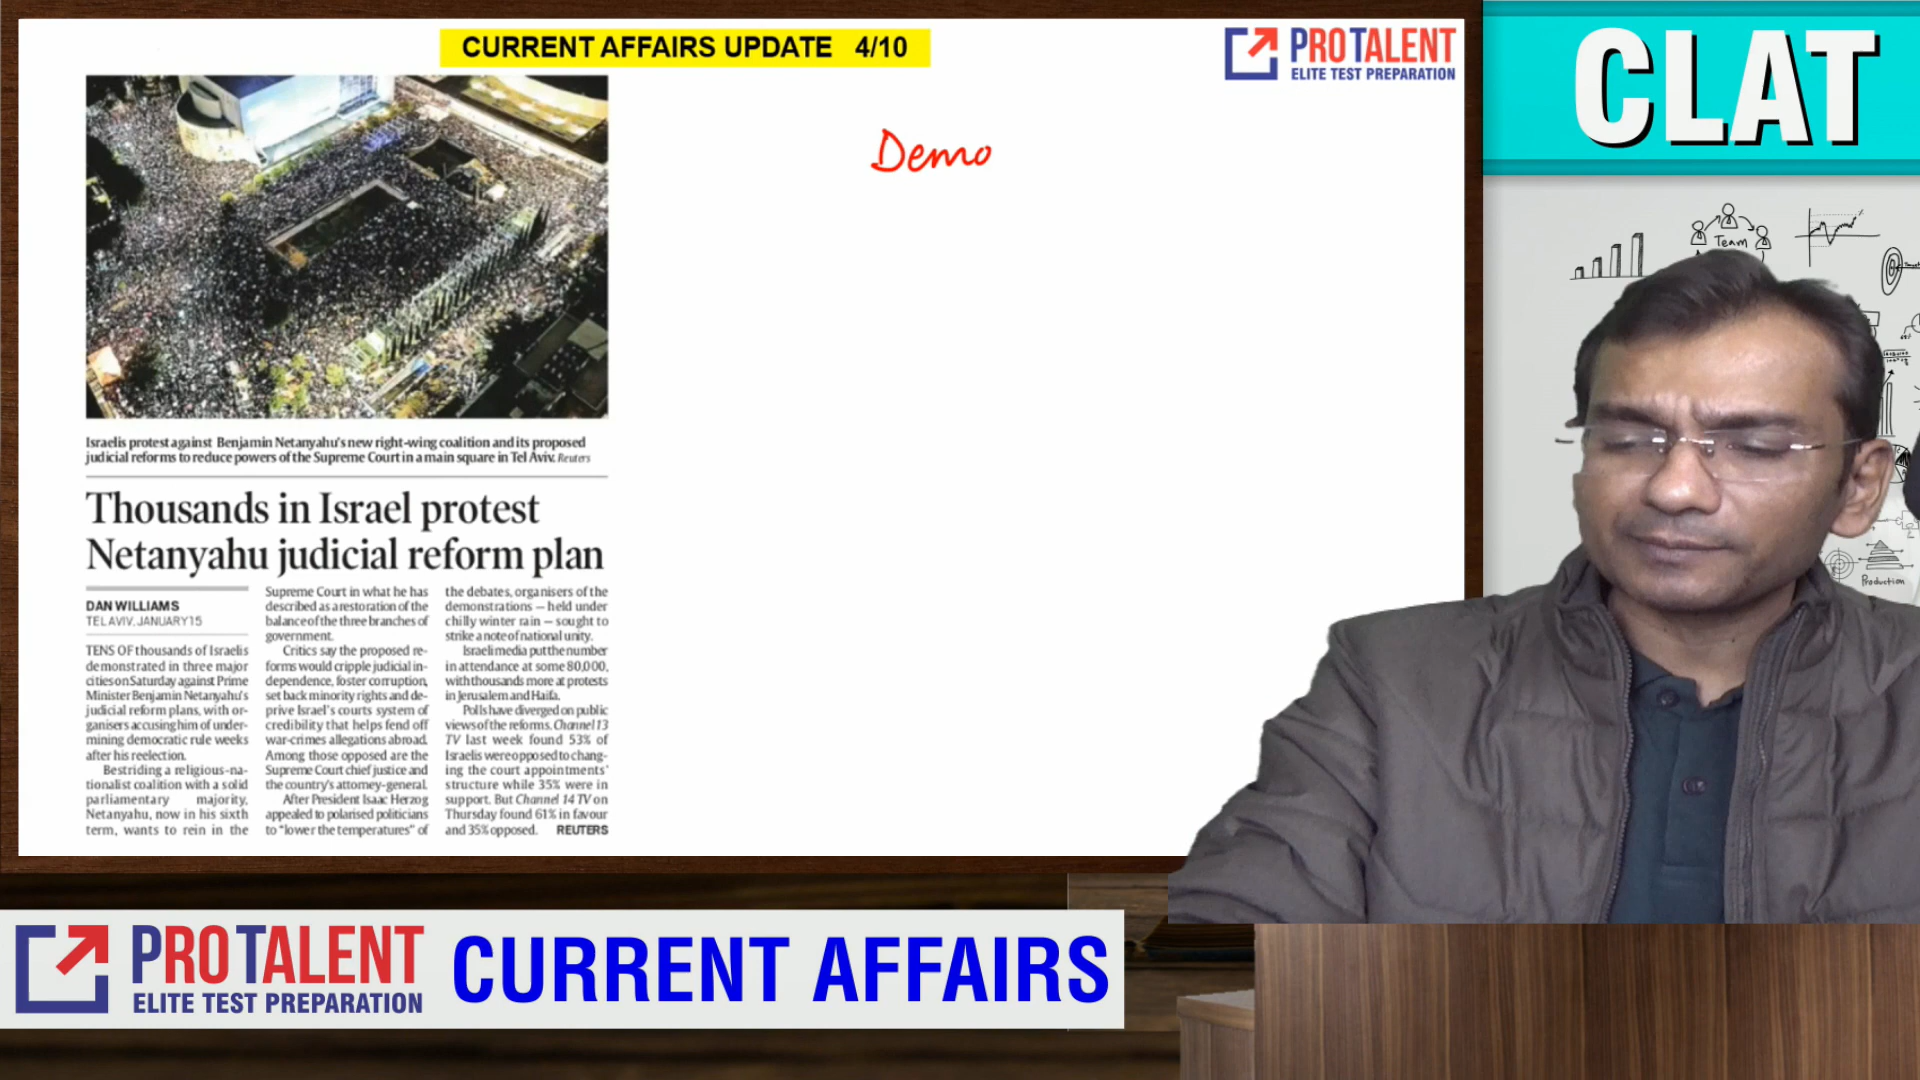 CURRENT AFFAIRS UPDATE 4/10
PROTALENT
ELITE TEST PREPARATION
CLAT
Demo
Team
Israelis protest against Benjamin Netanyahu's new right-wing coalition and its proposed
judicial reforms to reduce powers of the Supreme Court in a main square in Tel Aviv. Reuters
Thousands in Israel protest
Netanyahu judicial reform plan
DAN WILLIAMS
TEL AVIV, JANUARY 15
TENS OF thousands of Israelis
demonstrated in three major
cities on Saturday against Prime
Minister Benjamin Netanyahu's
judicial reform plans, with or-
ganisers accusing him of under-
mining democratic rule weeks
after his reelection.
Bestriding a religious-na-
tionalist coalition with a solid
parliamentary majority,
Netanyahu, now in his sixth
term, wants to rein in the
Supreme Court in what he has
described as a restoration of the
balance of the three branches of
government.
Critics say the proposed re-
forms would cripple judicial in-
dependence, foster corruption,
set back minority rights and de-
prive Israel's courts system of
credibility that helps fend off
war-crimes allegations abroad.
Among those opposed are the
Supreme Court chief justice and
the country's attorney-general.
After President Isaac Herzog
appealed to polarised politicians
to "lower the temperatures" of
the debates, organisers of the
demonstrations — held under
chilly winter rain — sought to
strike a note of national unity.
Israeli media put the number
in attendance at some 80,000,
with thousands more at protests
in Jerusalem and Haifa.
Polls have diverged on public
views of the reforms. Channel 13
TV last week found 53% of
Israelis were opposed to chang-
ing the court appointments'
structure while 35% were in
support. But Channel 14 TV on
Thursday found 61% in favour
and 35% opposed. REUTERS
Production
PROTALENT
ELITE TEST PREPARATION
CURRENT AFFAIRS